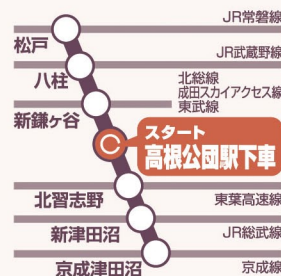 JR常磐線
松戸
JR武蔵野線
八柱
北総線
成田スカイアクセス線
東武線
新鎌ヶ谷
スタート
高根公団駅下車
北習志野
東葉高速線
新津田沼
JR総武線
京成津田沼
京成線